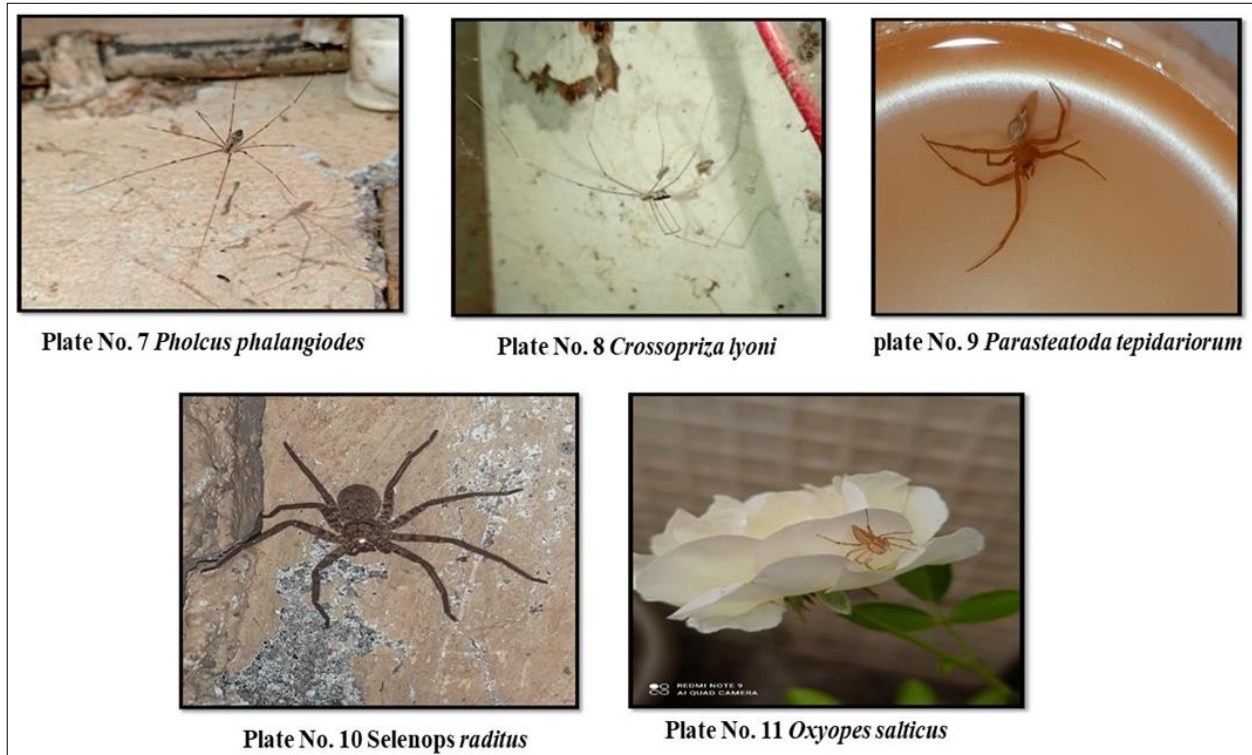 Plate No. 7 Pholcus phalangiodes
Plate No. 8 Crossopriza lyoni
plate No. 9 Parasteatoda tepidariorum
Plate No. 10 Selenops raditus
REDMI NOTE 9
AI QUAD CAMERA
Plate No. 11 Oxyopes salticus